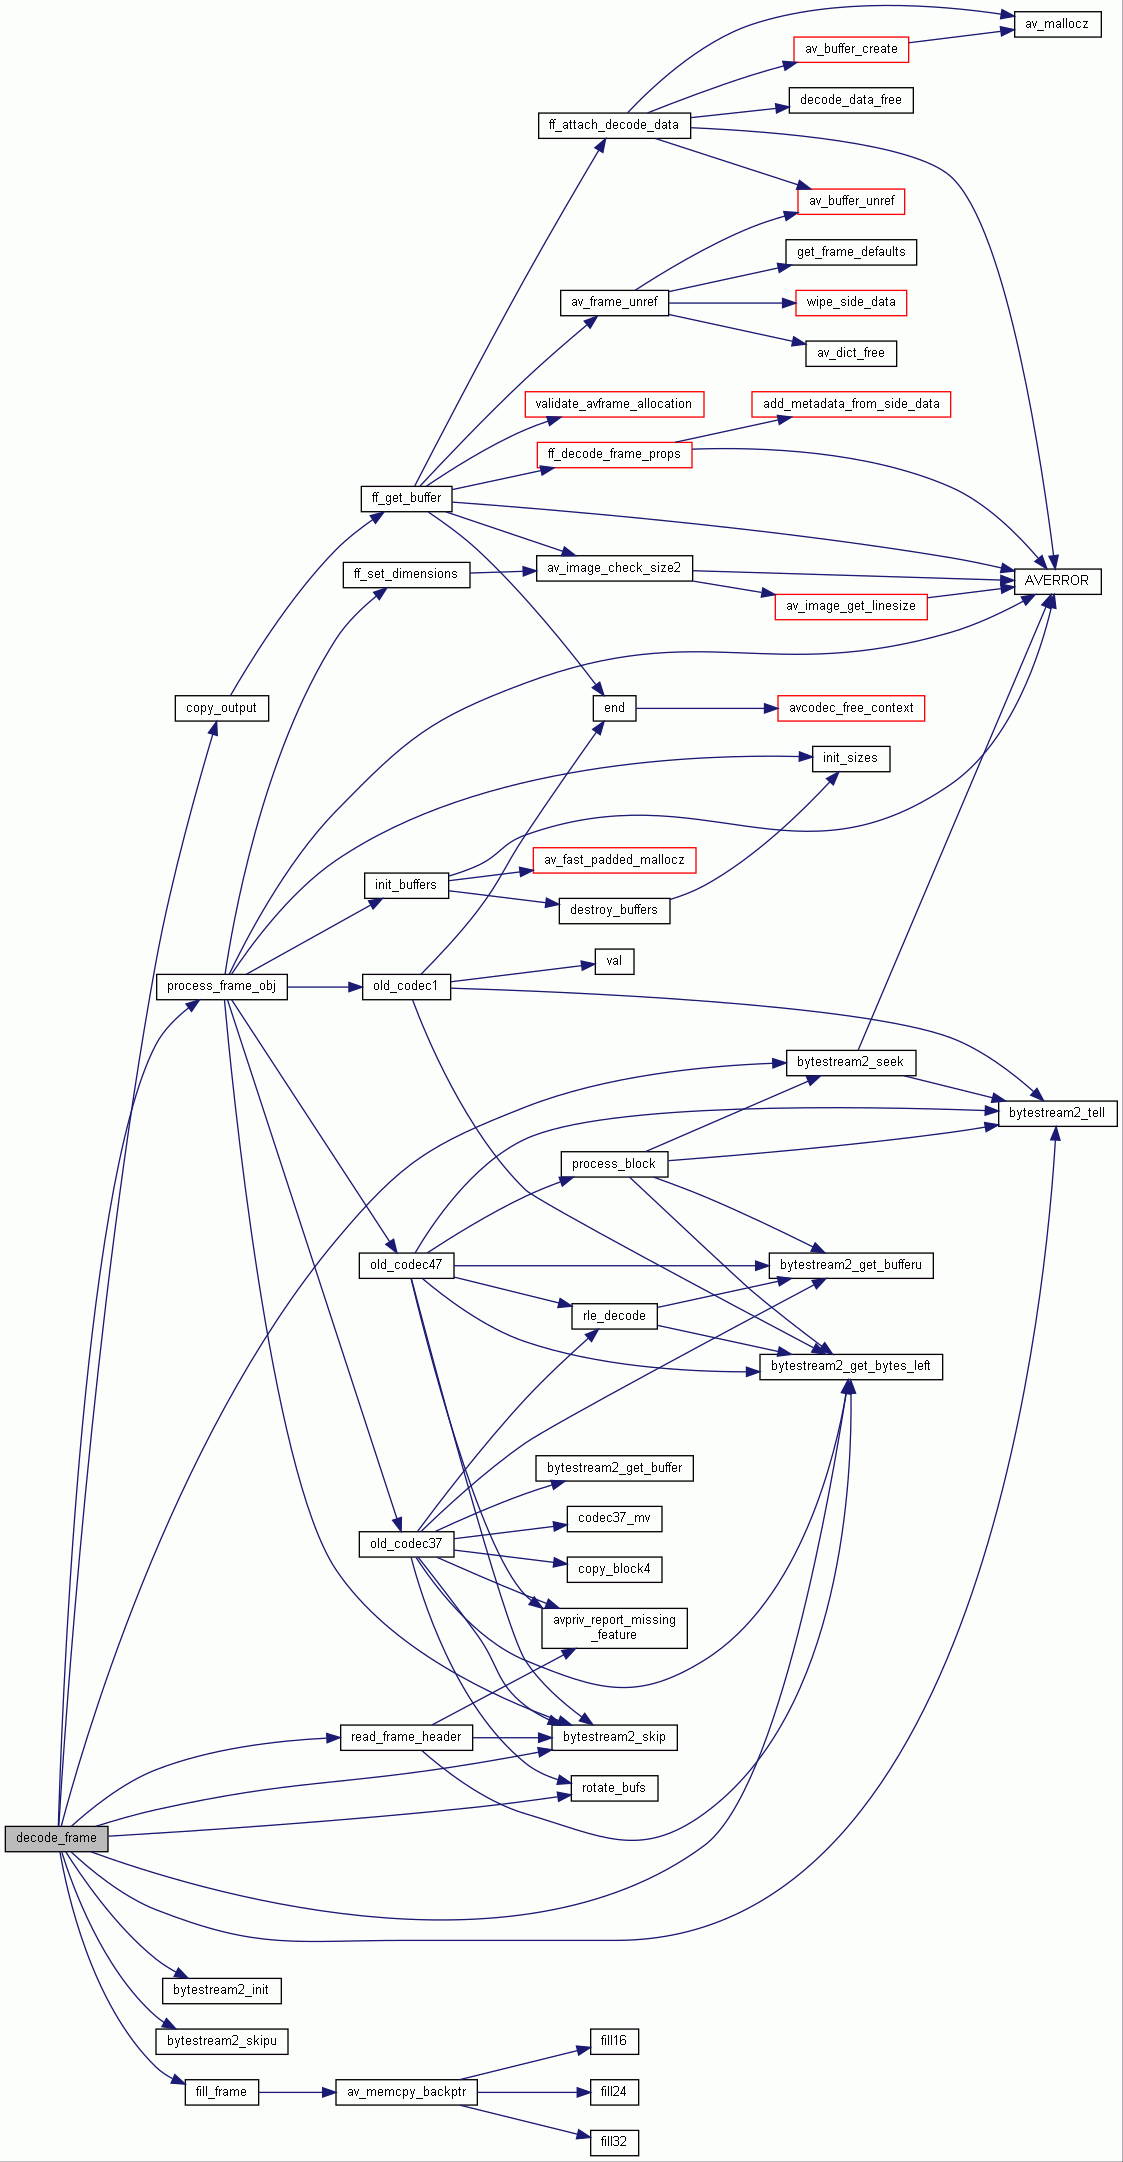 av_mallocz
av_buffer_create
decode_data_free
ff_attach_decode_data
av_buffer_unref
get_frame_defaults
av_frame_unref
wipe_side_data
av_dict_free
validate_avframe_allocation
add_metadata_from_side_data
ff_decode_frame_props
ff_get_buffer
av_image_check_size2
ff_set_dimensions
AVERROR
av_image_get_linesize
copy_output
end
avcodec_free_context
init_sizes
av_fast_padded_mallocz
init_buffers
destroy_buffers
val
process_frame_obj
old_codec1
bytestream2_seek
bytestream2_tell
process_block
old_codec47
bytestream2_get_bufferu
rle_decode
bytestream2_get_bytes_left
bytestream2_get_buffer
codec37_mv
old_codec37
copy_block4
avpriv_report_missing
_feature
read_frame_header
bytestream2_skip
rotate_bufs
decode_frame
bytestream2_init
bytestream2_skipu
fill16
fill_frame
av_memcpy_backptr
fill24
fill32